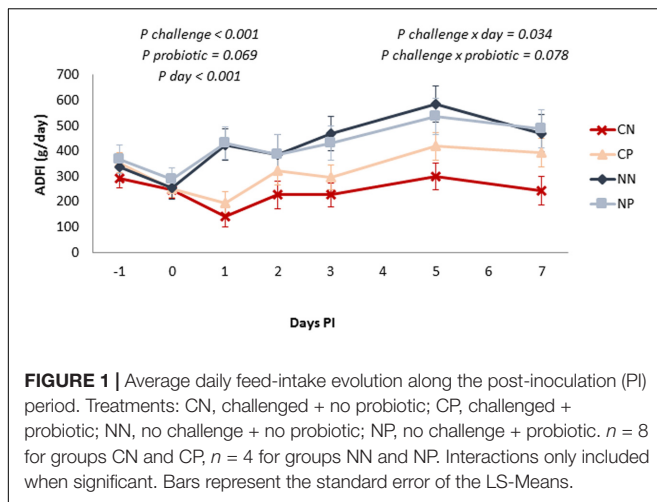 P challenge < 0.001
P probiotic = 0.069
P day < 0.001
P challenge x day = 0.034
P challenge x probiotic = 0.078
ADFI (g/day)
700
600
500
400
300
200
100
0
-1 0 1 2 3 4 5 6 7
Days PI
CN
CP
NN
NP
FIGURE 1 | Average daily feed-intake evolution along the post-inoculation (PI)
period. Treatments: CN, challenged + no probiotic; CP, challenged +
probiotic; NN, no challenge + no probiotic; NP, no challenge + probiotic. n = 8
for groups CN and CP, n = 4 for groups NN and NP. Interactions only included
when significant. Bars represent the standard error of the LS-Means.